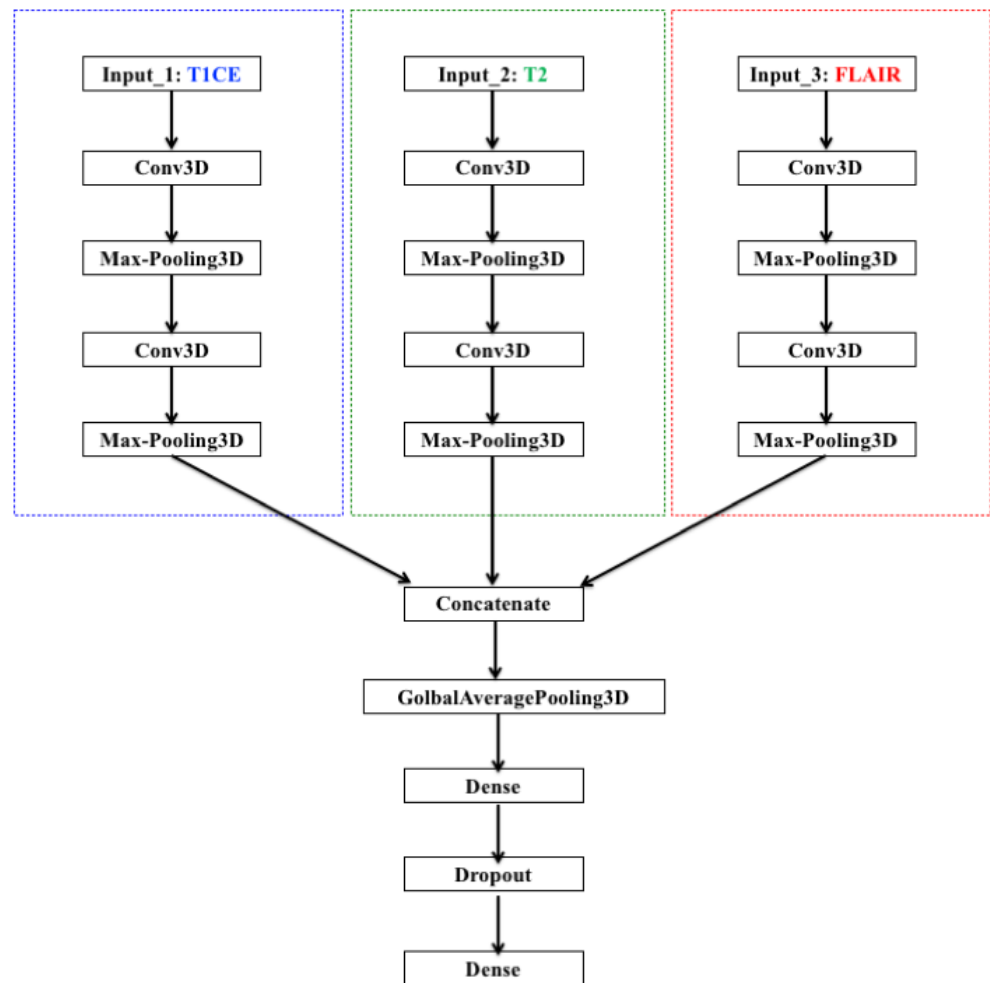 Input_1: T1CE
Conv3D
Max-Pooling3D
Conv3D
Max-Pooling3D
Input_2: T2
Conv3D
Max-Pooling3D
Conv3D
Max-Pooling3D
Input_3: FLAIR
Conv3D
Max-Pooling3D
Conv3D
Max-Pooling3D
Concatenate
GolbalAveragePooling3D
Dense
Dropout
Dense